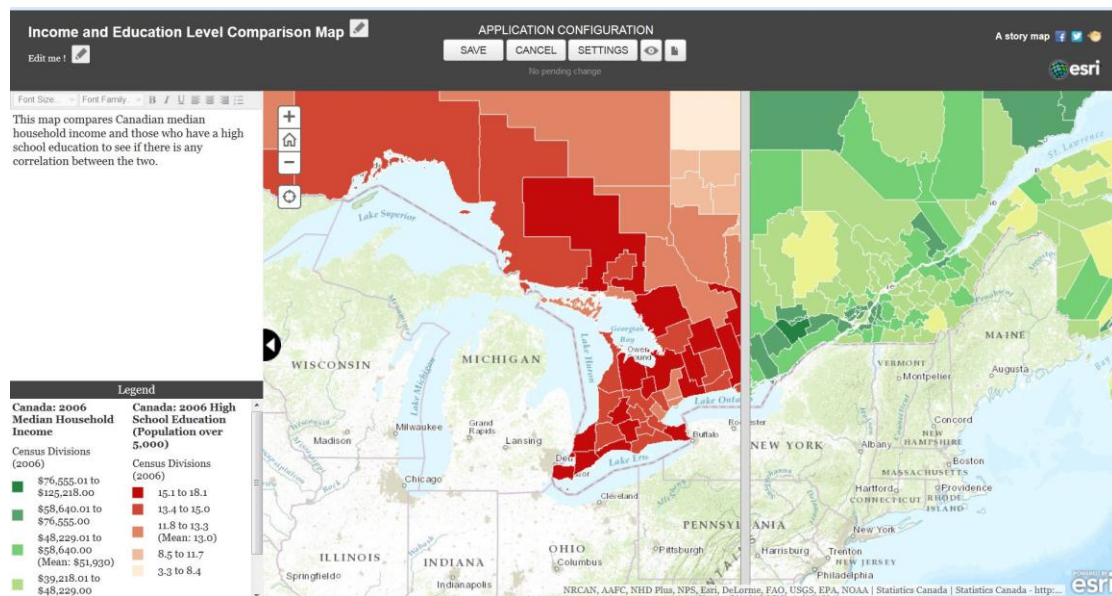 Income and Education Level Comparison Map
Edit me !
APPLICATION CONFIGURATION
SAVE CANCEL SETTINGS
No pending change
A story map
esri
Font Size... Font Family. B I U
This map compares Canadian median
household income and those who have a high
school education to see if there is any
correlation between the two.
Legend
Canada: 2006
Median Household
Income
Census Divisions
(2006)
$76,555.01 to
$125,218.00
$58,640.01 to
$76,555.00
$48,229.01 to
$58,640.00
(Mean: $51,930)
$39,218.01 to
$48,229.00
Canada: 2006 High
School Education
(Population over
5,000)
Census Divisions
(2006)
15.1 to 18.1
13.4 to 15.0
11.8 to 13.3
(Mean: 13.0)
8.5 to 11.7
3.3 to 8.4
Lake Superior
WISCONSIN
MICHIGAN
Lake Michigan
Lake Huron
Georgian
Bay
Owen
Lake Ontario
Milwaukee
Madison
Grand
Rapids
Lansing
Buffalo
Lake Erie
Chicago
Cleveland
ILLINOIS
INDIANA
OHIO
Columbus
Springfield
Indianapolis
Pittsburgh
PENNSYLVANIA
Harrisburg
NEW YORK
St. Lawrence
MAINE
Augusta
VERMONT
Montpelier
Concord
NEW
HAMPSHIRE
Albany
Boston
MASSACHUSETTS
Hartford
Providence
CONNECTICUT RHODE
ISLAND
New York
Trenton
NEW JERSEY
Philadelphia
NRCAN, AAFC, NHD Plus, NPS, Esri, DeLorme, FAO, USGS, EPA, NOAA | Statistics Canada | Statistics Canada - http:...
POWERED BY
esri